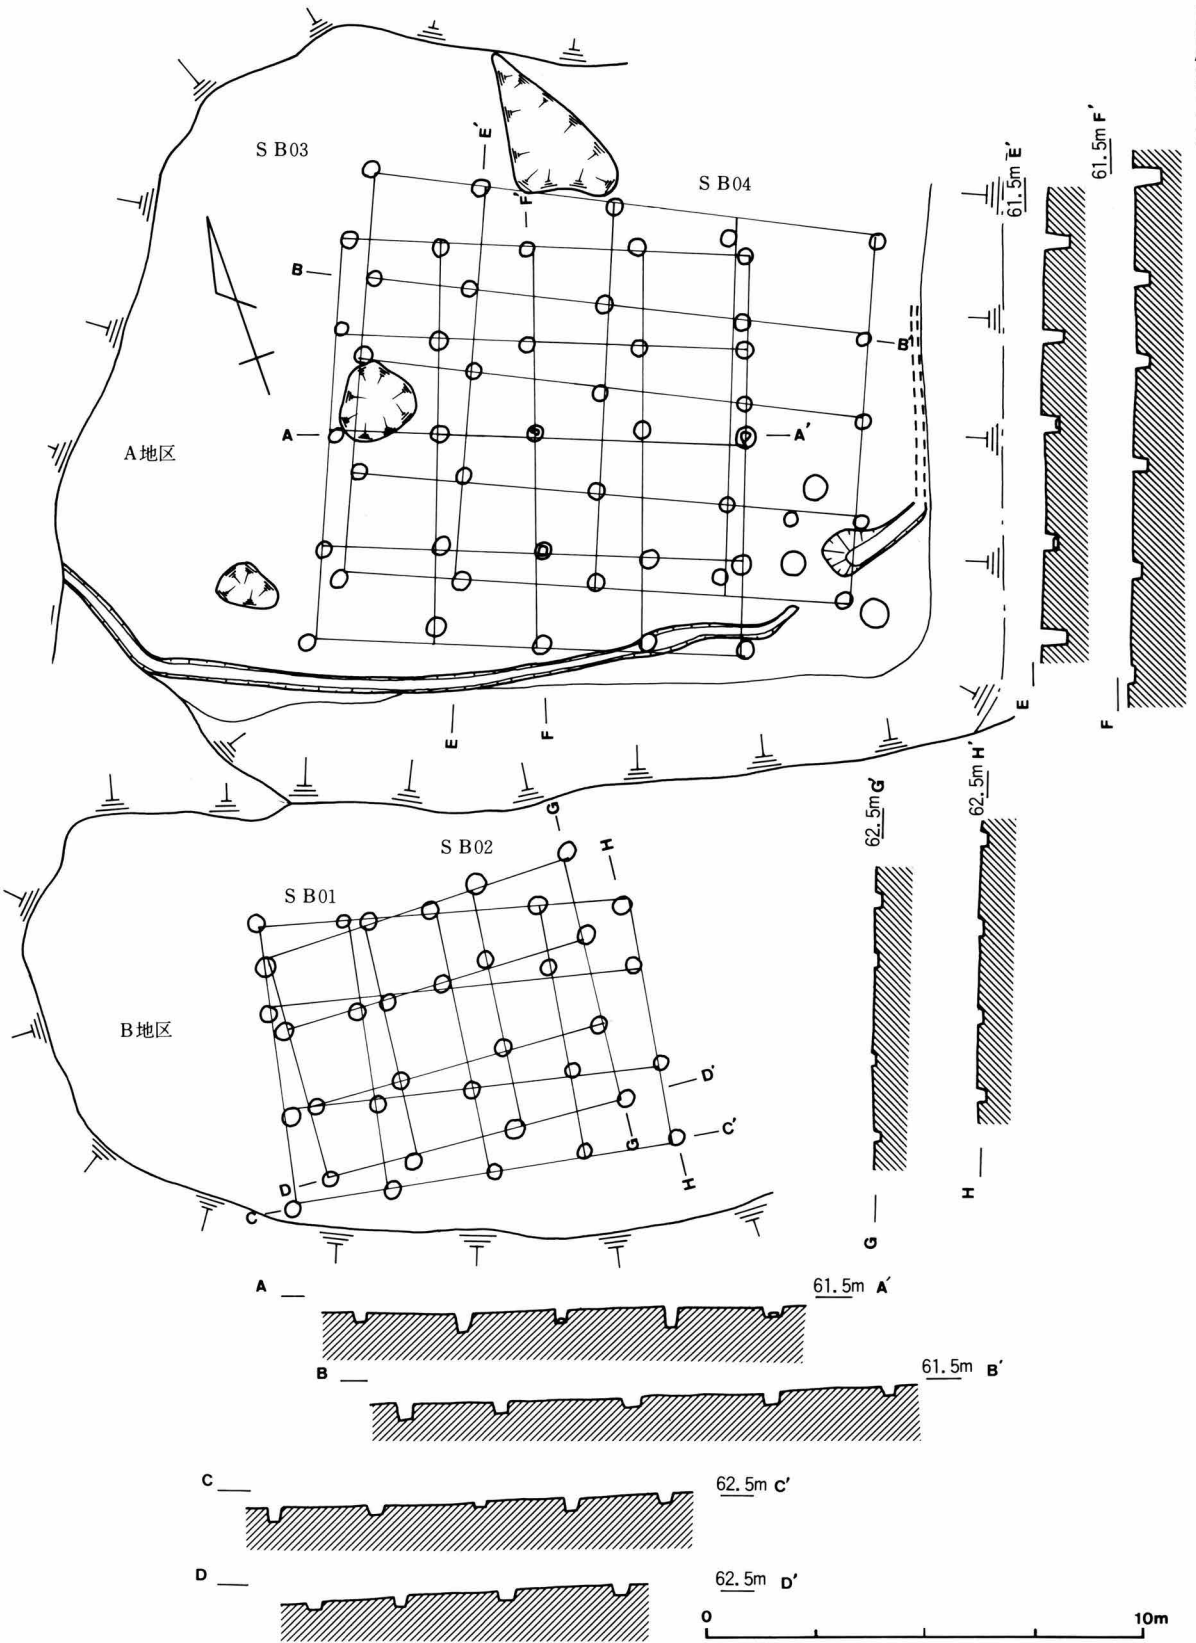 S B03
S B04
E′
F′
B
B′
A
A′
A地区
E
F
61.5m E′
61.5m F′
E
F
S B02
S B01
G
H
B地区
D
D′
C
C′
G
H
62.5m G′
62.5m H′
G
H
A
61.5m A′
B
61.5m B′
C
62.5m C′
D
62.5m D′
0
10m